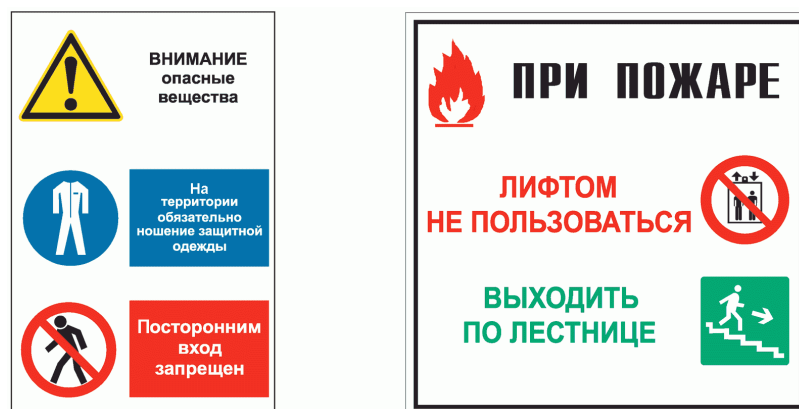 ВНИМАНИЕ
опасные
вещества
На
территории
обязательно
ношение защитной
одежды
Посторонним
вход
запрещен
ПРИ ПОЖАРЕ
ЛИФТОМ
НЕ ПОЛЬЗОВАТЬСЯ
ВЫХОДИТЬ
ПО ЛЕСТНИЦЕ